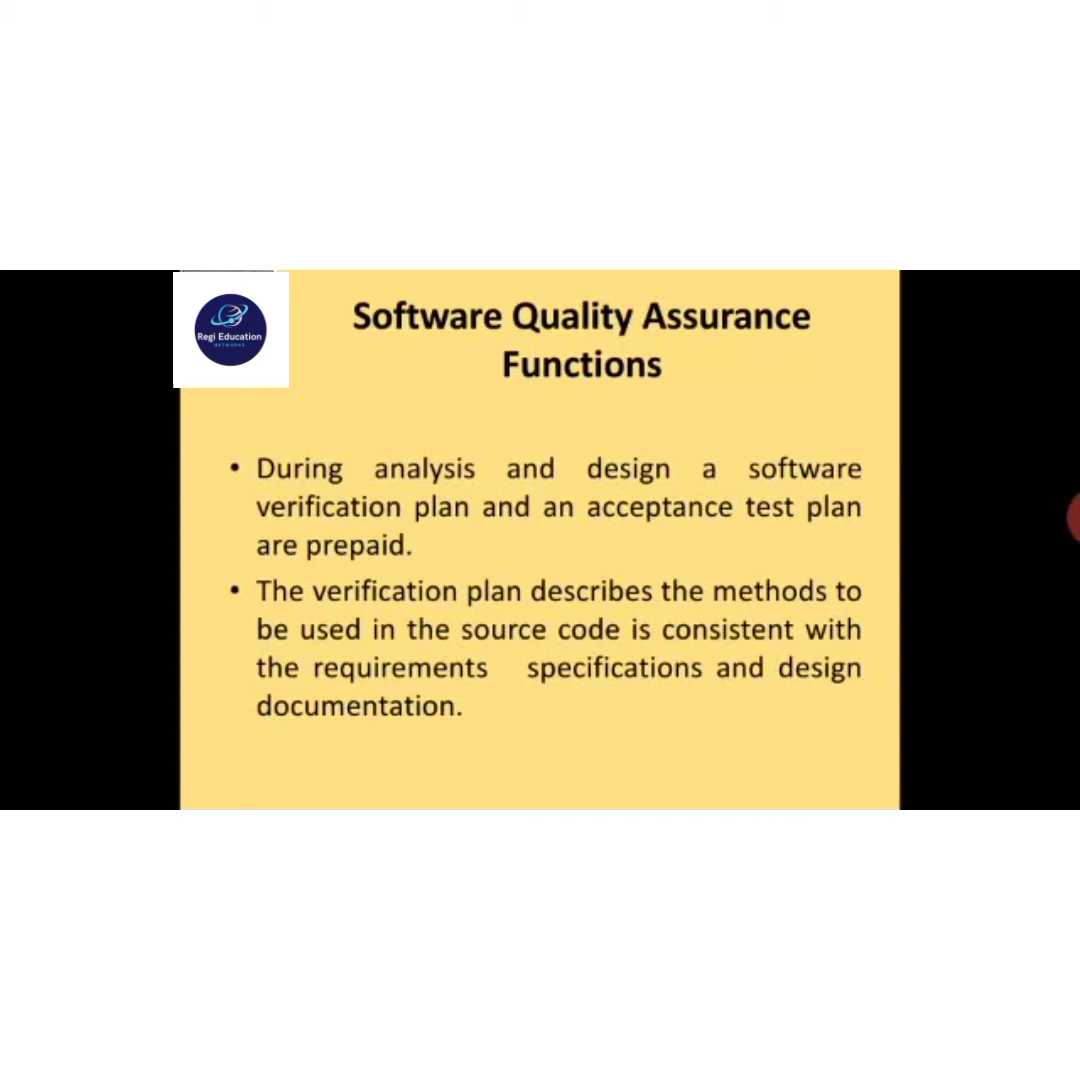 Regi Education
NETWORKS
Software Quality Assurance
Functions
• During analysis and design a software
verification plan and an acceptance test plan
are prepaid.
• The verification plan describes the methods to
be used in the source code is consistent with
the requirements specifications and design
documentation.